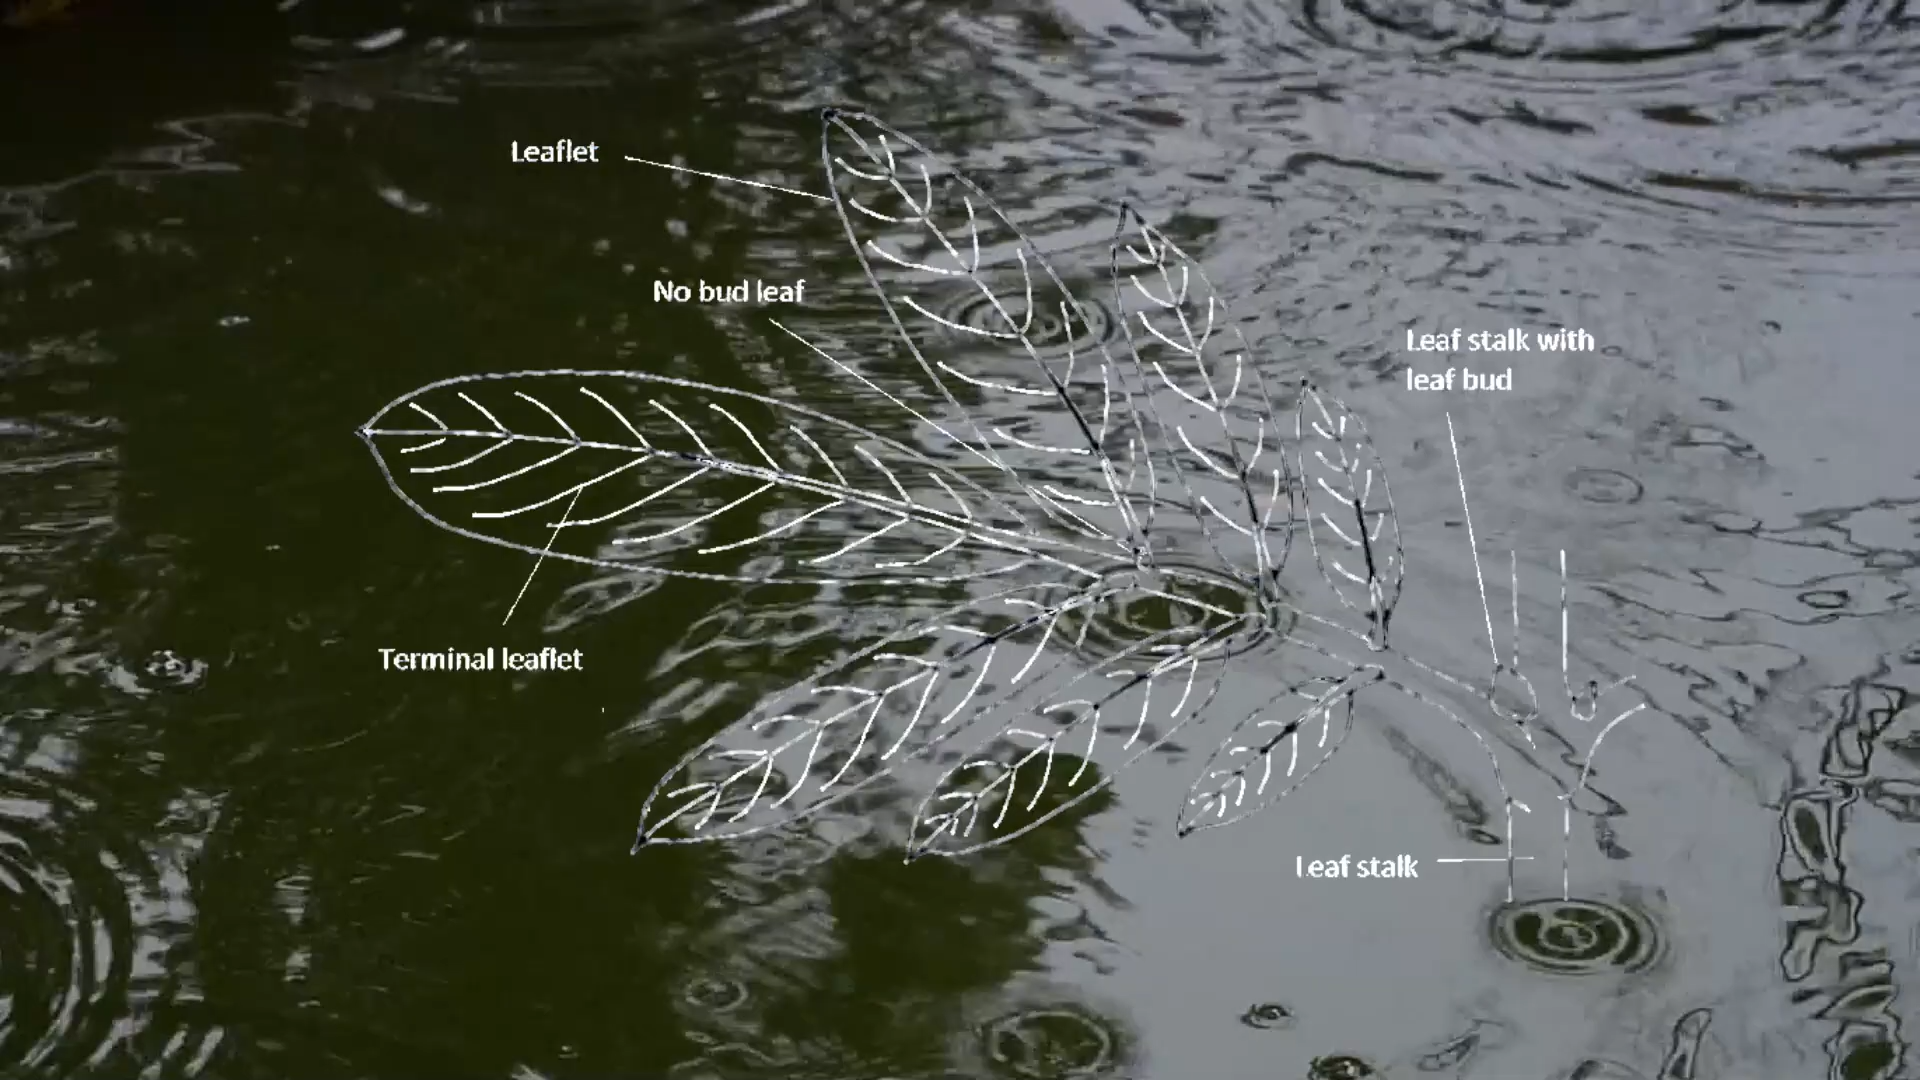 Leaflet
No bud leaf
Leaf stalk with
leaf bud
Terminal leaflet
Leaf stalk